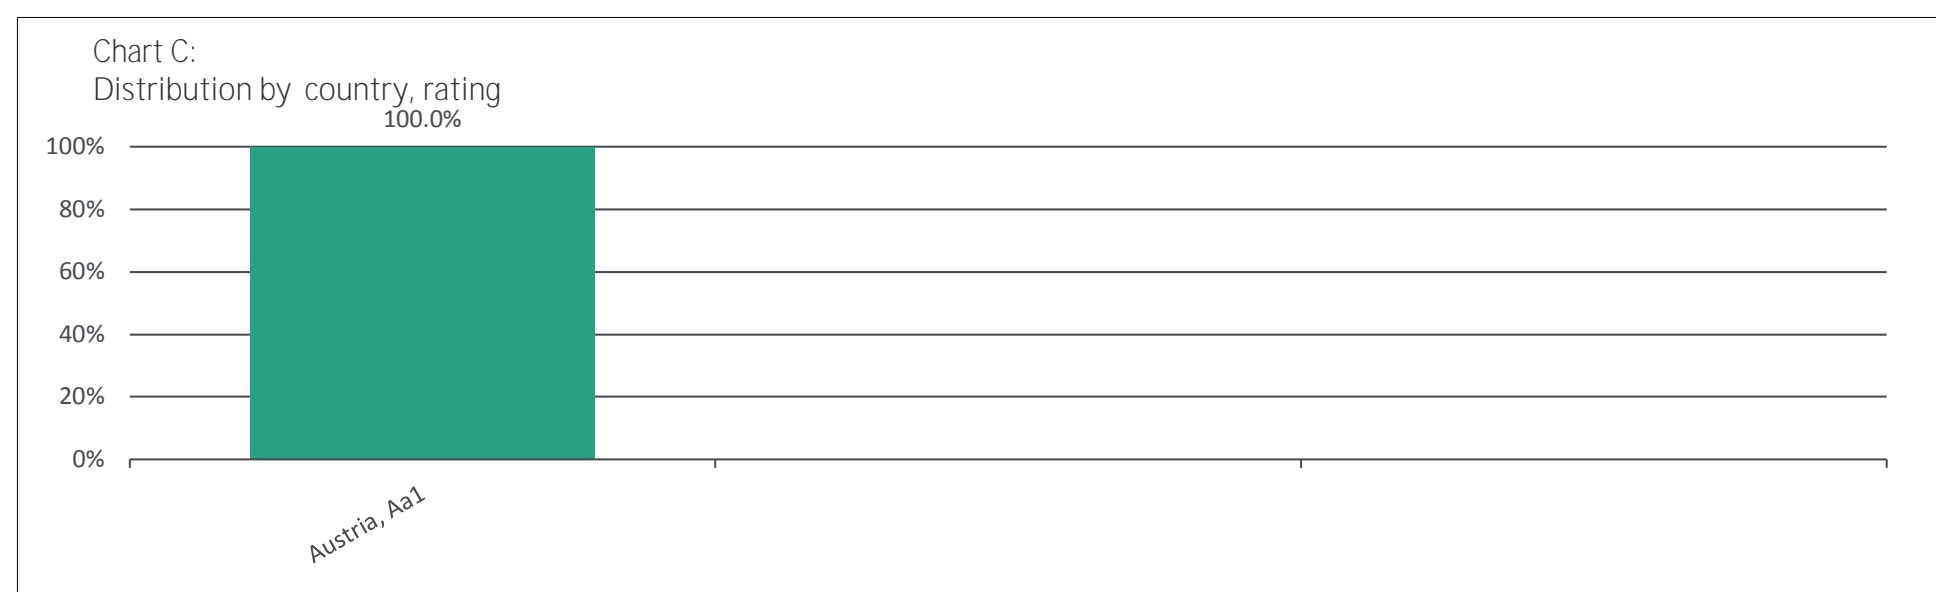 Chart C:
Distribution by country, rating
100.0%
100%
80%
60%
40%
20%
0%
Austria, Aa1